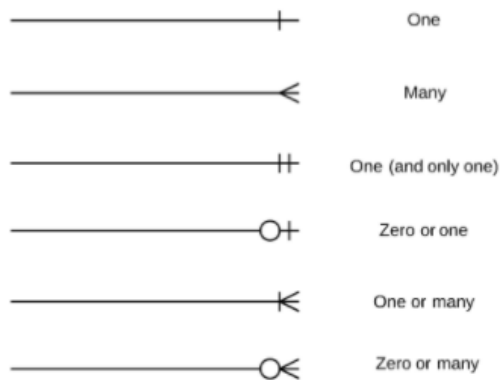 One
Many
One (and only one)
Zero or one
One or many
Zero or many